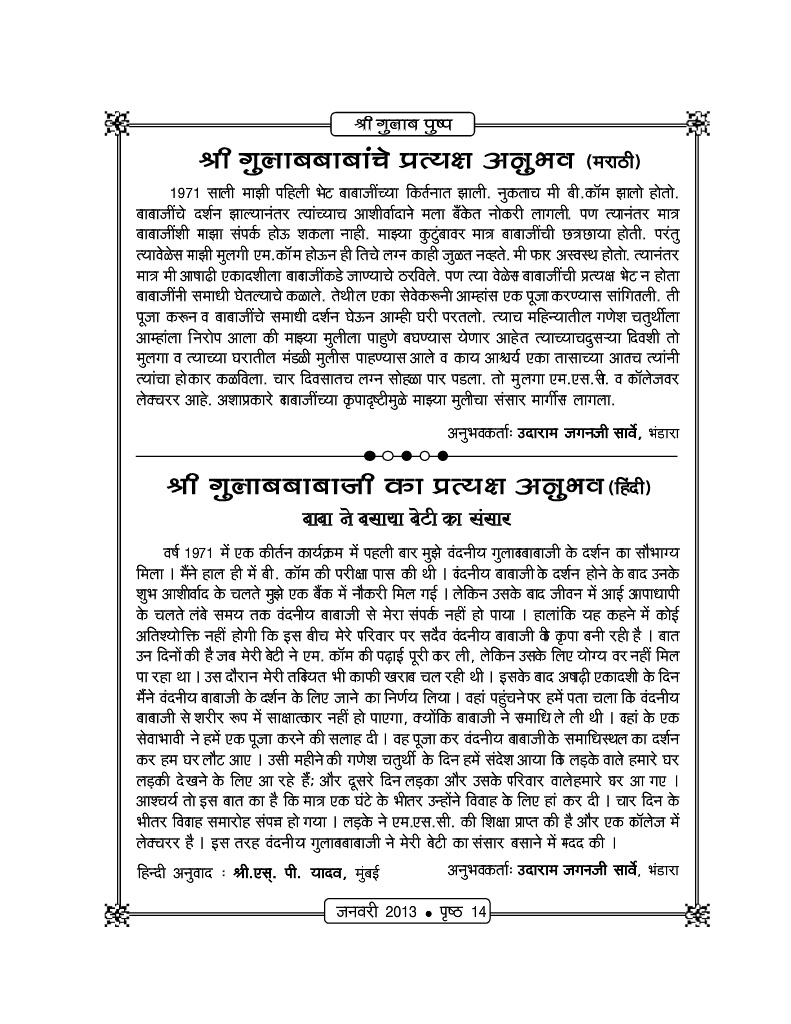 श्री गुलाब पुष्प
श्री गुलाबबाबांचे प्रत्यक्ष अनुभव (मराठी)
1971 साली माझी पहिली भेट बाबाजींच्या किर्तनात झाली. नुकताच मी बी.कॉम झालो होतो.
बाबाजींचे दर्शन झाल्यानंतर त्यांच्याच आशीर्वादाने मला बँकेत नोकरी लागली. पण त्यानंतर मात्र
बाबाजींशी माझा संपर्क होऊ शकला नाही. माझ्या कुटुंबावर मात्र बाबाजींची छत्रछाया होती. परंतु
त्यावेळेस माझी मुलगी एम.कॉम होऊन ही तिचे लग्न काही जुळत नव्हते. मी फार अस्वस्थ होतो. त्यानंतर
मात्र मी आषाढी एकादशीला बाबाजींकडे जाण्याचे ठरविले. पण त्या वेळेस बाबाजींची प्रत्यक्ष भेट न होता
बाबाजींनी समाधी घेतल्याचे कळाले. तेथील एका सेवेकरूनी आम्हांस एक पूजा करण्यास सांगितली. ती
पूजा करून व बाबाजींचे समाधी दर्शन घेऊन आम्ही घरी परतलो. त्याच महिन्यातील गणेश चतुर्थीला
आम्हांला निरोप आला की माझ्या मुलीला पाहुणे बघण्यास येणार आहेत त्याच्याचदुसऱ्या दिवशी तो
मुलगा व त्याच्या घरातील मंडळी मुलीस पाहण्यास आले व काय आश्चर्य एका तासाच्या आतच त्यांनी
त्यांचा होकार कळविला. चार दिवसातच लग्न सोहळा पार पडला. तो मुलगा एम.एस.सी. व कॉलेजवर
लेक्चरर आहे. अशाप्रकारे बाबाजींच्या कृपादृष्टीमुळे माझ्या मुलीचा संसार मार्गीस लागला.
अनुभवकर्ताः उदाराम जगनजी सार्वे, भंडारा
श्री गुलाबबाबाजी का प्रत्यक्ष अनुभव (हिंदी)
बाबा ने बसाया बेटी का संसार
वर्ष 1971 में एक कीर्तन कार्यक्रम में पहली बार मुझे वंदनीय गुलाबबाबाजी के दर्शन का सौभाग्य
मिला । मैंने हाल ही में बी. कॉम की परीक्षा पास की थी । वंदनीय बाबाजी के दर्शन होने के बाद उनके
शुभ आशीर्वाद के चलते मुझे एक बैंक में नौकरी मिल गई । लेकिन उसके बाद जीवन में आई आपाधापी
के चलते लंबे समय तक वंदनीय बाबाजी से मेरा संपर्क नहीं हो पाया । हालांकि यह कहने में कोई
अतिश्योक्ति नहीं होगी कि इस बीच मेरे परिवार पर सदैव वंदनीय बाबाजी की कृपा बनी रही है । बात
उन दिनों की है जब मेरी बेटी ने एम. कॉम की पढ़ाई पूरी कर ली, लेकिन उसके लिए योग्य वर नहीं मिल
पा रहा था । उस दौरान मेरी तबियत भी काफी खराब चल रही थी । इसके बाद अषाढ़ी एकादशी के दिन
मैंने वंदनीय बाबाजी के दर्शन के लिए जाने का निर्णय लिया । वहां पहुंचने पर हमें पता चला कि वंदनीय
बाबाजी से शरीर रूप में साक्षात्कार नहीं हो पाएगा, क्योंकि बाबाजी ने समाधि ले ली थी । वहां के एक
सेवाभावी ने हमें एक पूजा करने की सलाह दी । वह पूजा कर वंदनीय बाबाजी के समाधिस्थल का दर्शन
कर हम घर लौट आए । उसी महीने की गणेश चतुर्थी के दिन हमें संदेश आया कि लड़के वाले हमारे घर
लड़की देखने के लिए आ रहे हैं; और दूसरे दिन लड़का और उसके परिवार वालेहमारे घर आ गए ।
आश्चर्य तो इस बात का है कि मात्र एक घंटे के भीतर उन्होंने विवाह के लिए हां कर दी । चार दिन के
भीतर विवाह समारोह संपन्न हो गया । लड़के ने एम.एस.सी. की शिक्षा प्राप्त की है और एक कॉलेज में
लेक्चरर है । इस तरह वंदनीय गुलाबबाबाजी ने मेरी बेटी का संसार बसाने में मदद की ।
हिन्दी अनुवाद : श्री.एस्. पी. यादव, मुंबई अनुभवकर्ताः उदाराम जगनजी सार्वे, भंडारा
जनवरी 2013 ● पृष्ठ 14